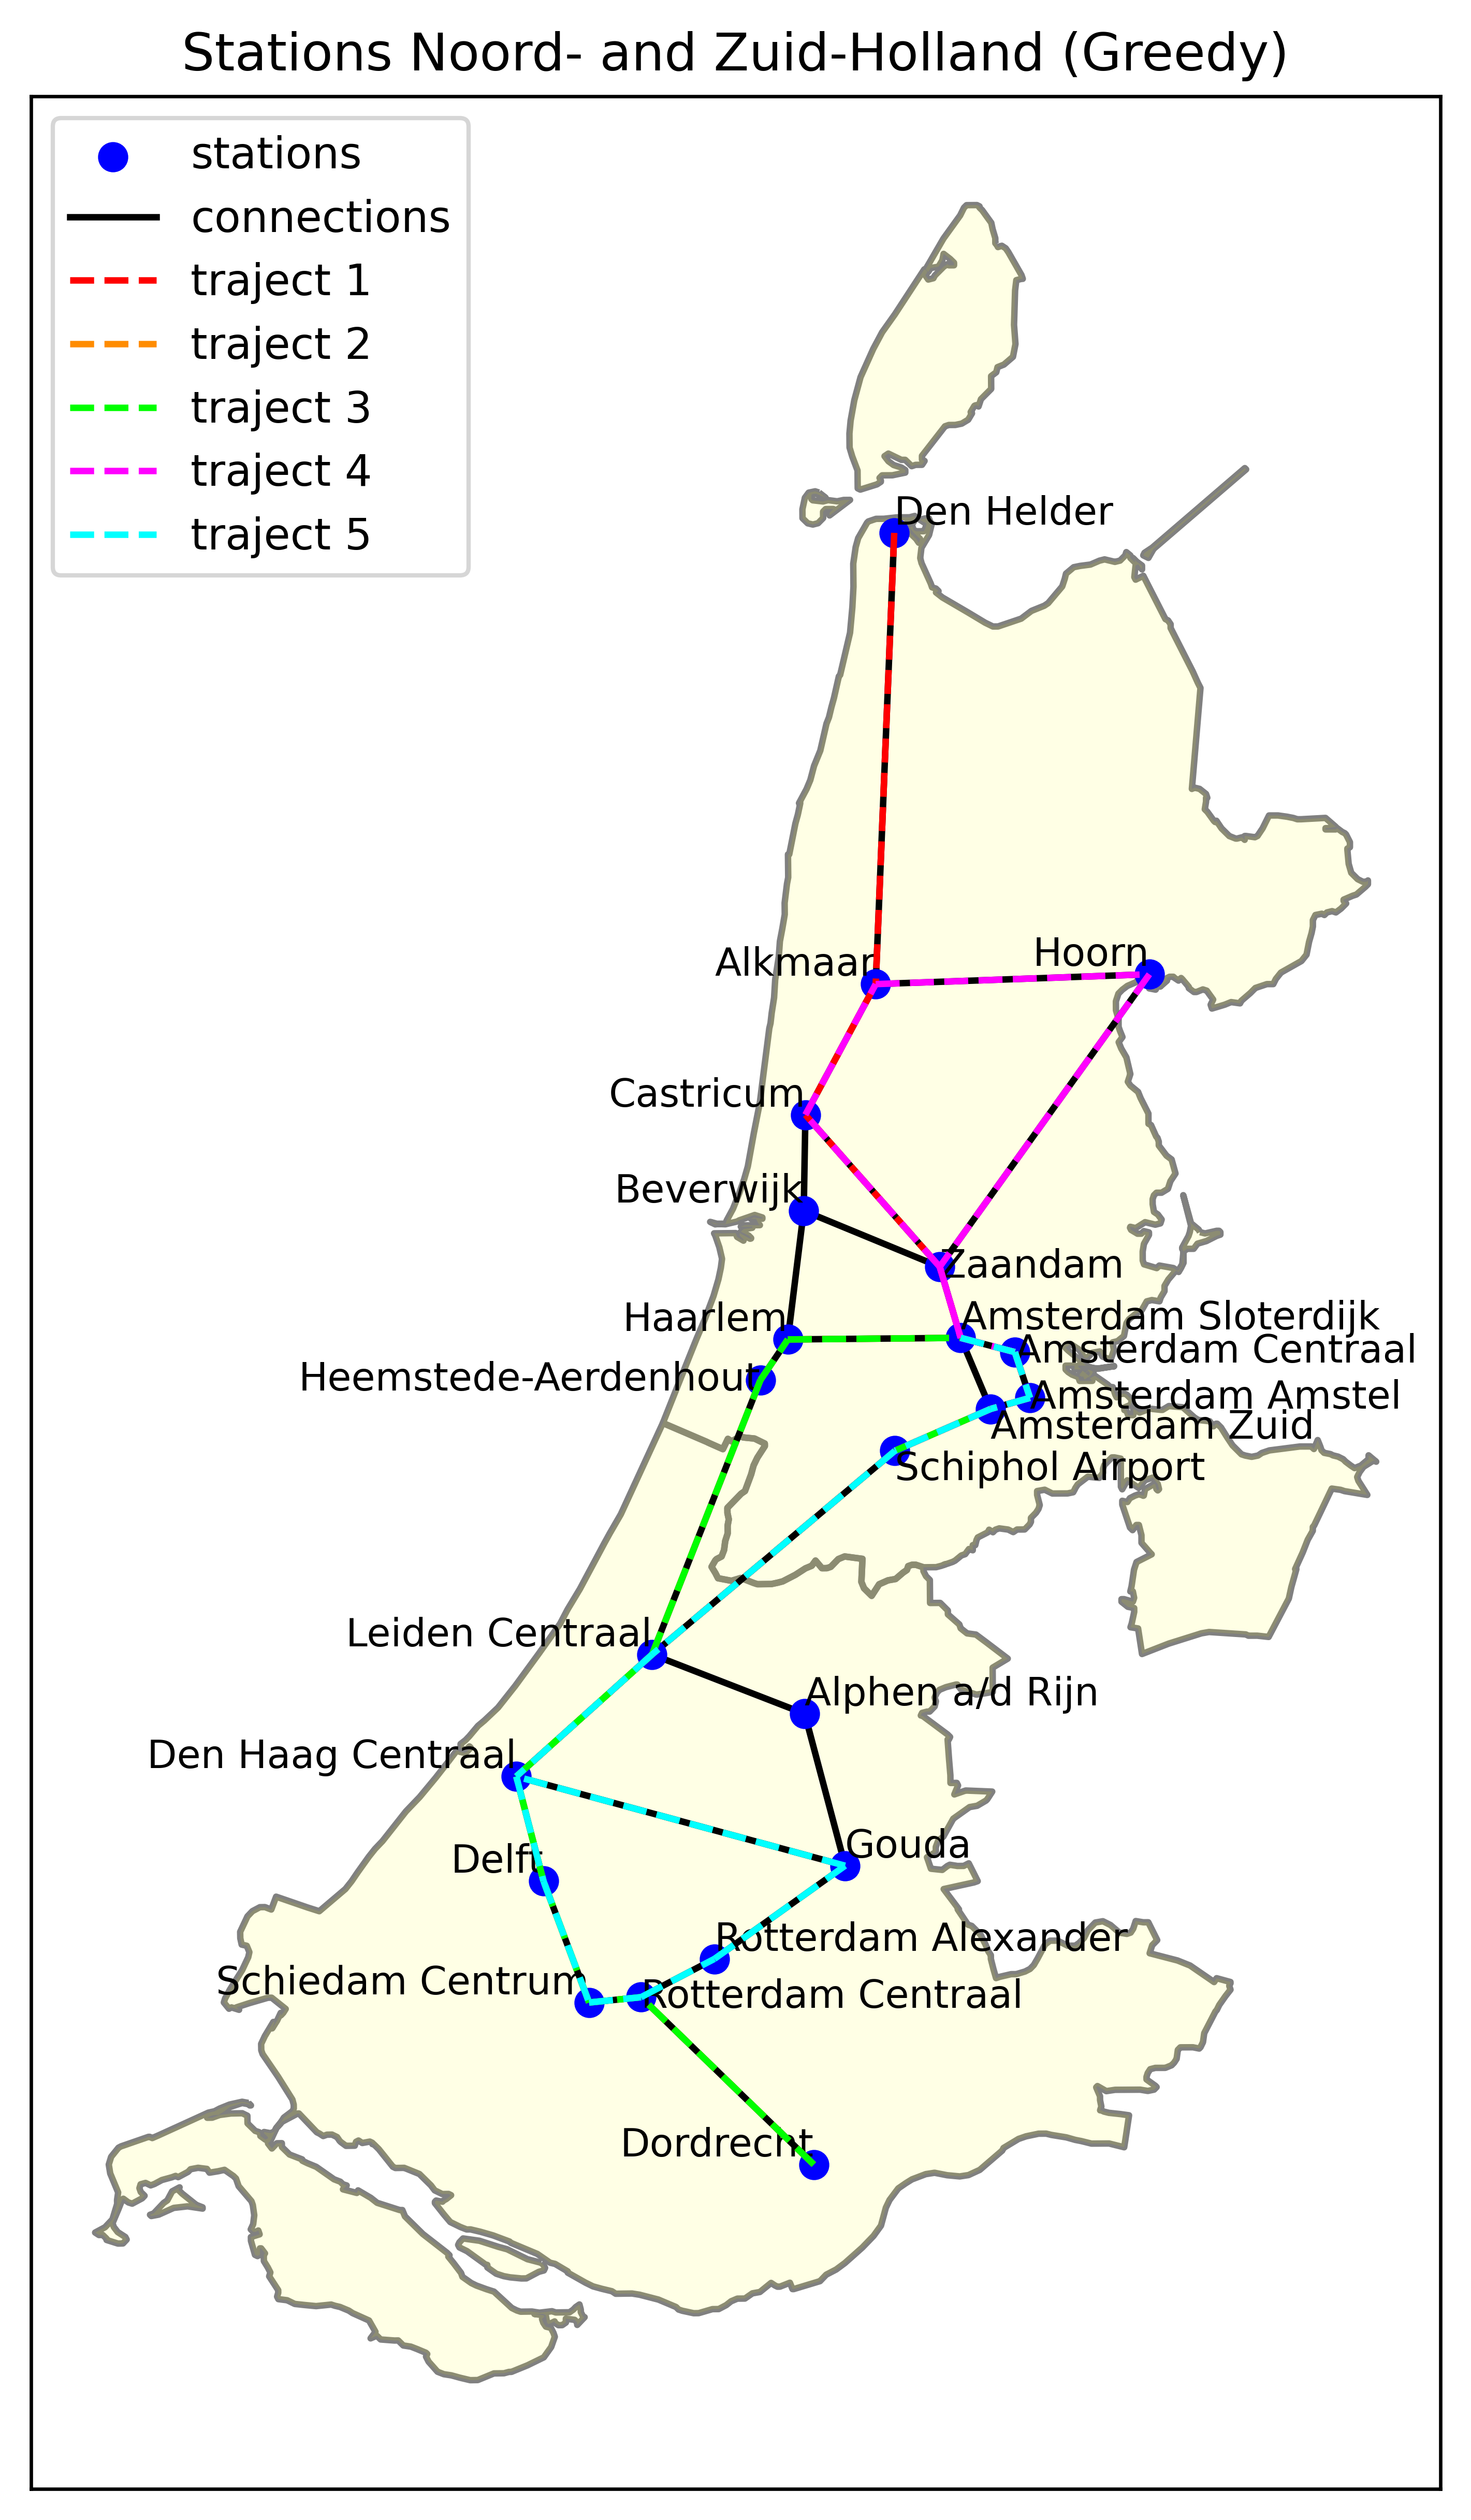 Stations Noord- and Zuid-Holland (Greedy)
stations
connections
traject 1
traject 2
traject 3
traject 4
traject 5
Den Helder
Hoorn
Alkmaar
Castricum
Beverwijk
Zaandam
Haarlem
Amsterdam Sloterdijk
Amsterdam Centraal
Heemstede-Aerdenhout
Amsterdam Amstel
Amsterdam Zuid
Schiphol Airport
Leiden Centraal
Alphen a/d Rijn
Den Haag Centraal
Gouda
Delft
Rotterdam Alexander
Schiedam Centrum
Rotterdam Centraal
Dordrecht